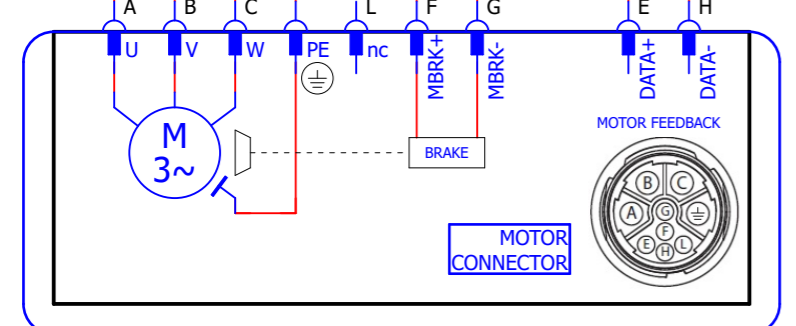 A B C L F G E H
U V W PE nc MBRK+ MBRK- DATA+ DATA-
MOTOR FEEDBACK
M
3~
BRAKE
B C
A G
F
E H L
MOTOR
CONNECTOR